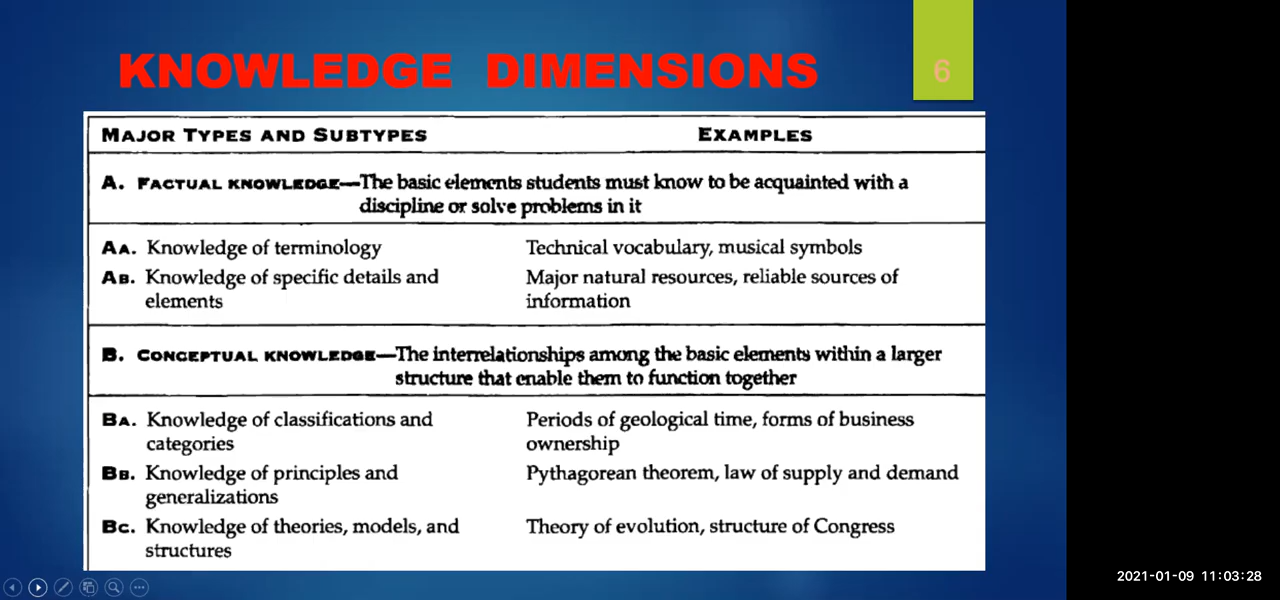 KNOWLEDGE DIMENSIONS
6
MAJOR TYPES AND SUBTYPES EXAMPLES
A. FACTUAL KNOWLEDGE—The basic elements students must know to be acquainted with a
discipline or solve problems in it
AA. Knowledge of terminology Technical vocabulary, musical symbols
AB. Knowledge of specific details and Major natural resources, reliable sources of
elements information
B. CONCEPTUAL KNOWLEDGE—The interrelationships among the basic elements within a larger
structure that enable them to function together
BA. Knowledge of classifications and Periods of geological time, forms of business
categories ownership
BB. Knowledge of principles and Pythagorean theorem, law of supply and demand
generalizations
BC. Knowledge of theories, models, and Theory of evolution, structure of Congress
structures
2021-01-09 11:03:28